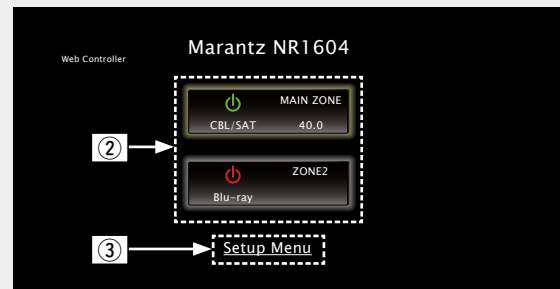 Marantz NR1604
Web Controller
MAIN ZONE
CBL/SAT 40.0
②
ZONE2
Blu-ray
③
Setup Menu